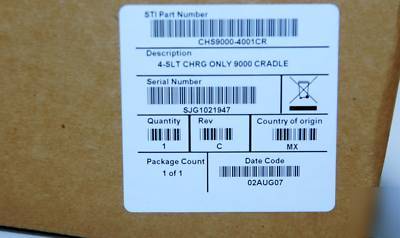 STI Part Number
CHS9000-4001CR
Description
4-SLT CHRG ONLY 9000 CRADLE
Serial Number
SJG1021947
Quantity
1
Rev
C
Country of origin
MX
Package Count
1 of 1
Date Code
02AUG07